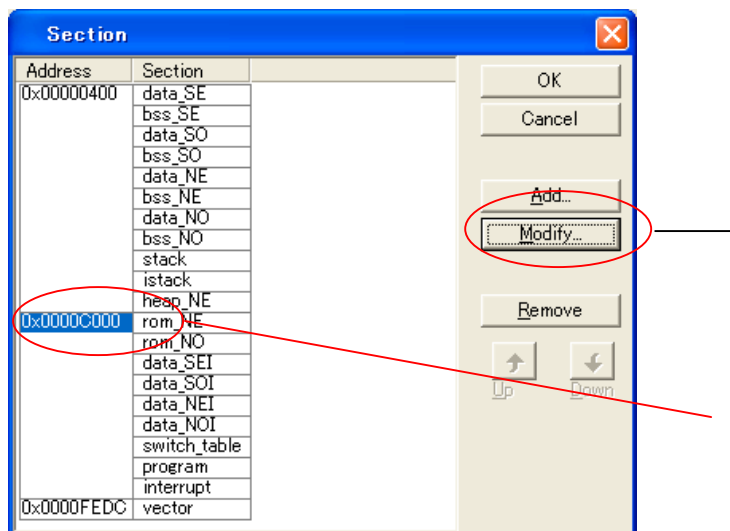 Section
Address Section
0x00000400 data_SE
bss_SE
data_SO
bss_SO
data_NE
bss_NE
data_NO
bss_NO
stack
istack
heap_NE
0x0000C000 rom_NE
rom_NO
data_SEI
data_SOI
data_NEI
data_NOI
switch_table
program
interrupt
0x0000FEDC vector
OK
Cancel
Add...
Modify...
Remove
Up Down